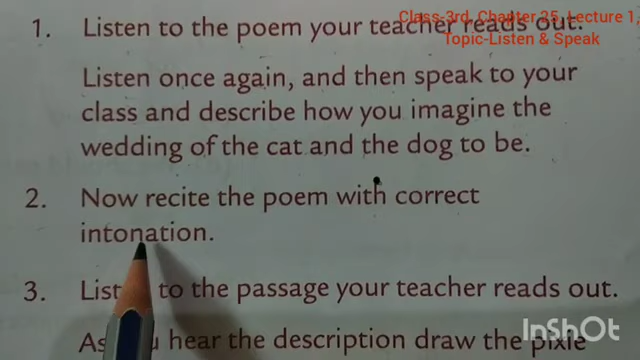 Class-3rd, Chapter 25, Lecture 1,
Topic-Listen & Speak
1. Listen to the poem your teacher reads out.
Listen once again, and then speak to your
class and describe how you imagine the
wedding of the cat and the dog to be.
2. Now recite the poem with correct
intonation.
3. List to the passage your teacher reads out.
As hear the description draw the pixie
InShOt